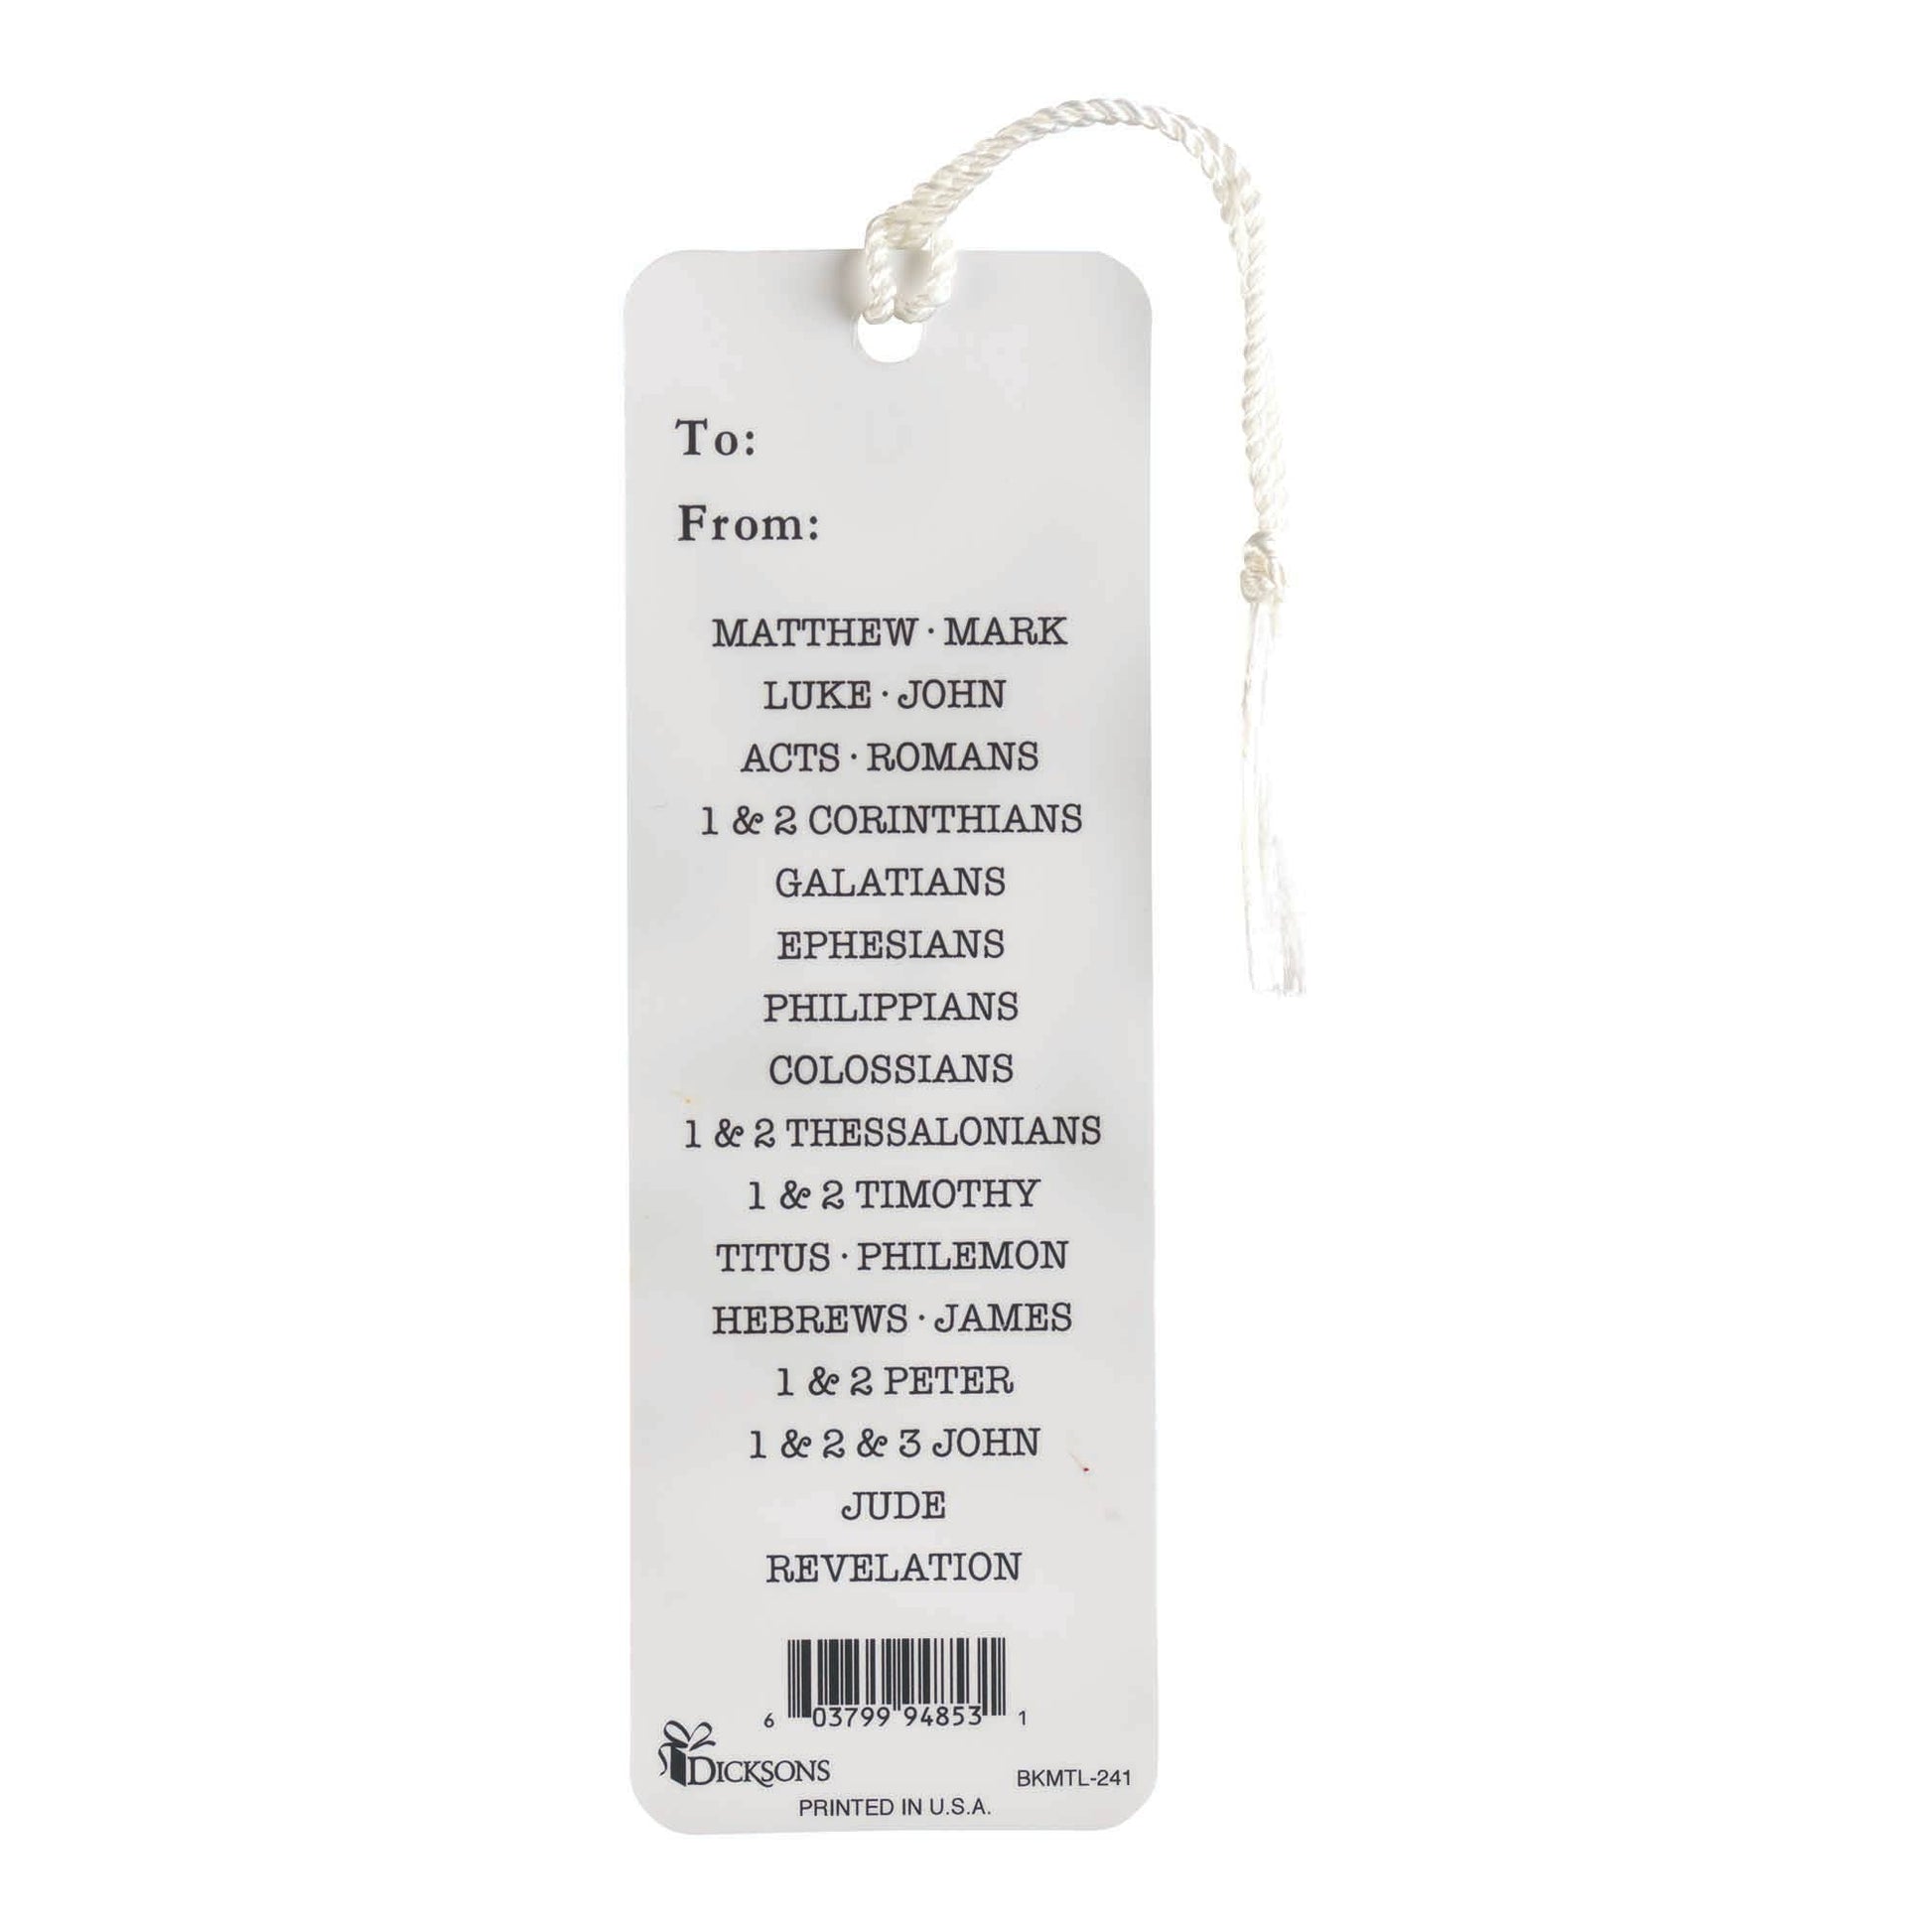 To:
From:
MATTHEW · MARK
LUKE · JOHN
ACTS · ROMANS
1 & 2 CORINTHIANS
GALATIANS
EPHESIANS
PHILIPPIANS
COLOSSIANS
1 & 2 THESSALONIANS
1 & 2 TIMOTHY
TITUS · PHILEMON
HEBREWS · JAMES
1 & 2 PETER
1 & 2 & 3 JOHN
JUDE
REVELATION
6 03799 94853 1
DICKSONS
BKMTL-241
PRINTED IN U.S.A.